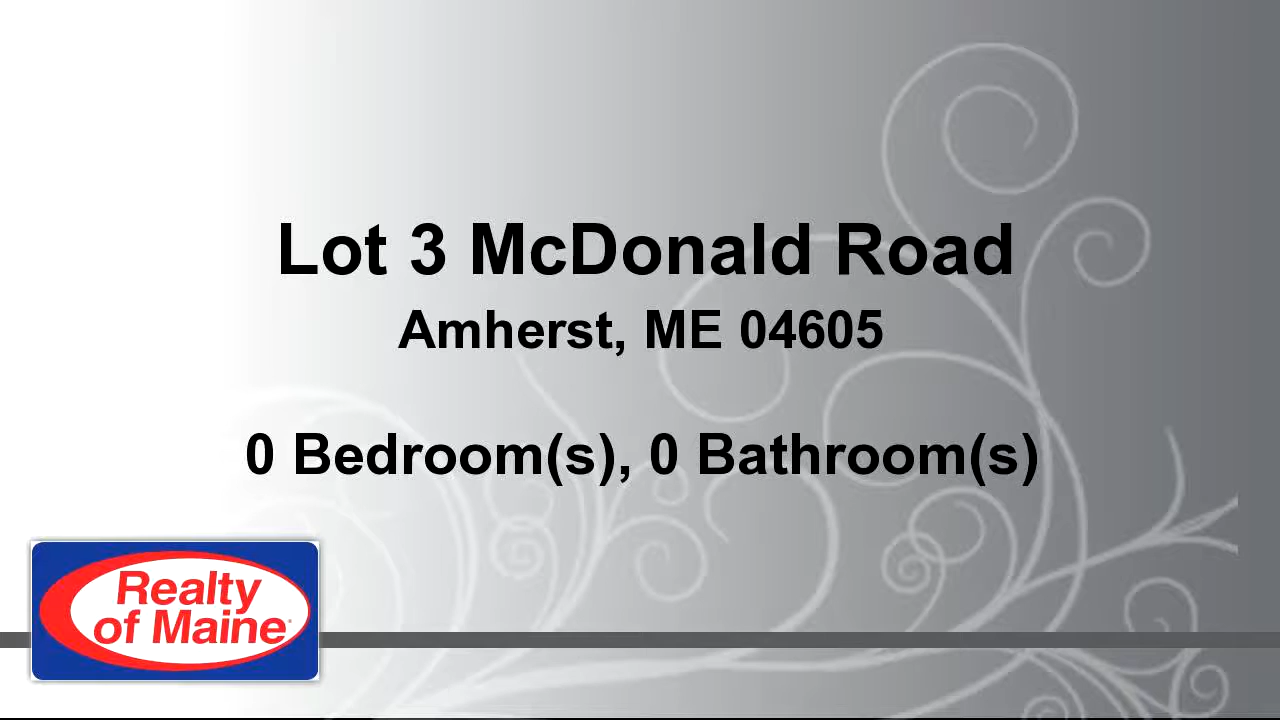 Lot 3 McDonald Road
Amherst, ME 04605
0 Bedroom(s), 0 Bathroom(s)
Realty
of Maine